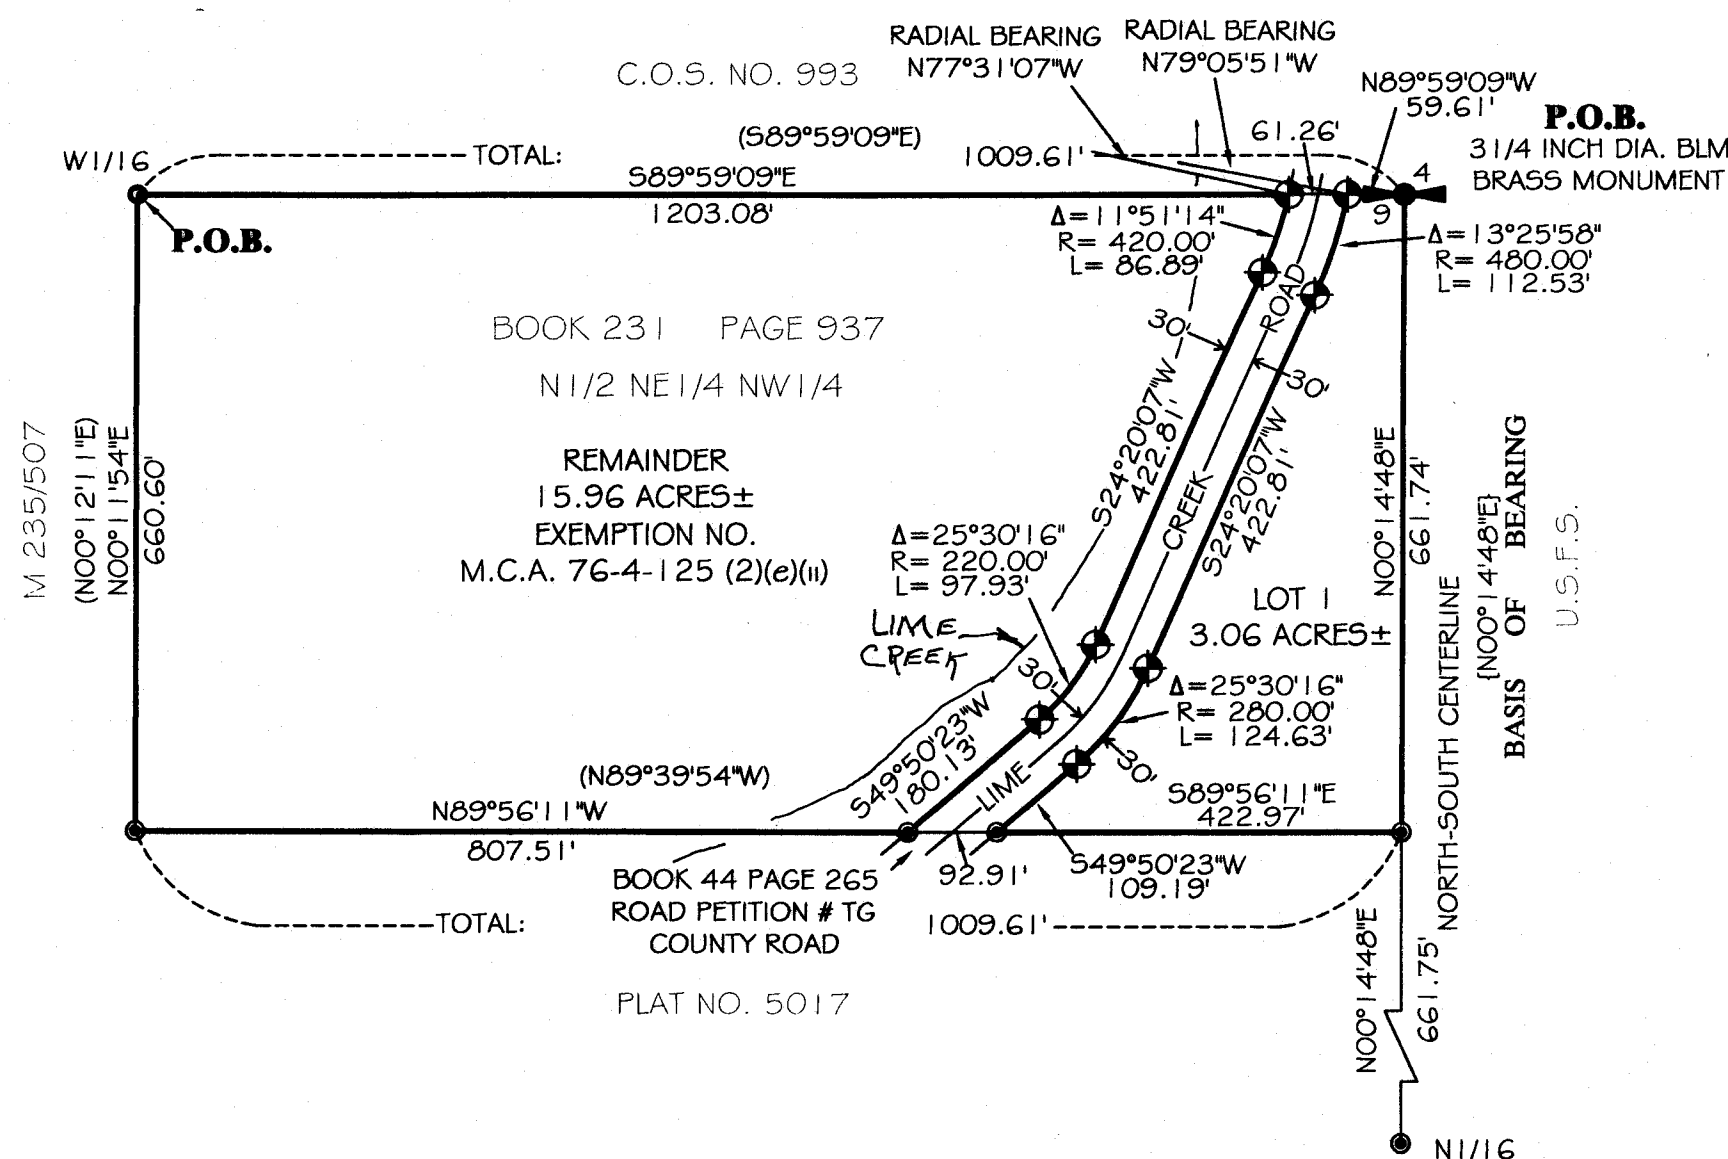 RADIAL BEARING
N77°31'07"W
RADIAL BEARING
N79°05'51"W
C.O.S. NO. 993
N89°59'09"W
59.61'
P.O.B.
3 1/4 INCH DIA. BLM
BRASS MONUMENT
W1/16
TOTAL:
(S89°59'09"E)
1009.61'
61.26'
4
9
S89°59'09"E
1203.08'
P.O.B.
Δ=11°51'14"
R= 420.00'
L= 86.89'
Δ=13°25'58"
R= 480.00'
L= 112.53'
BOOK 231 PAGE 937
N1/2 NE1/4 NW1/4
REMAINDER
15.96 ACRES±
EXEMPTION NO.
M.C.A. 76-4-125 (2)(e)(ii)
M 235/507
(N00°12'11"E)
N00°11'54"E
660.60'
30'
30'
S24°20'07"W
422.81'
LIME CREEK ROAD
S24°20'07"W
422.81'
N00°14'48"E
661.74'
{N00°14'48"E}
BASIS OF BEARING
NORTH-SOUTH CENTERLINE
U.S.F.S.
Δ=25°30'16"
R= 220.00'
L= 97.93'
LIME
CREEK
LOT 1
3.06 ACRES±
30'
Δ=25°30'16"
R= 280.00'
L= 124.63'
30'
S49°50'23"W
180.13'
(N89°39'54"W)
N89°56'11"W
807.51'
S89°56'11"E
422.97'
S49°50'23"W
109.19'
92.91'
BOOK 44 PAGE 265
ROAD PETITION # TG
COUNTY ROAD
TOTAL:
1009.61'
N00°14'48"E
661.75'
PLAT NO. 5017
N1/16